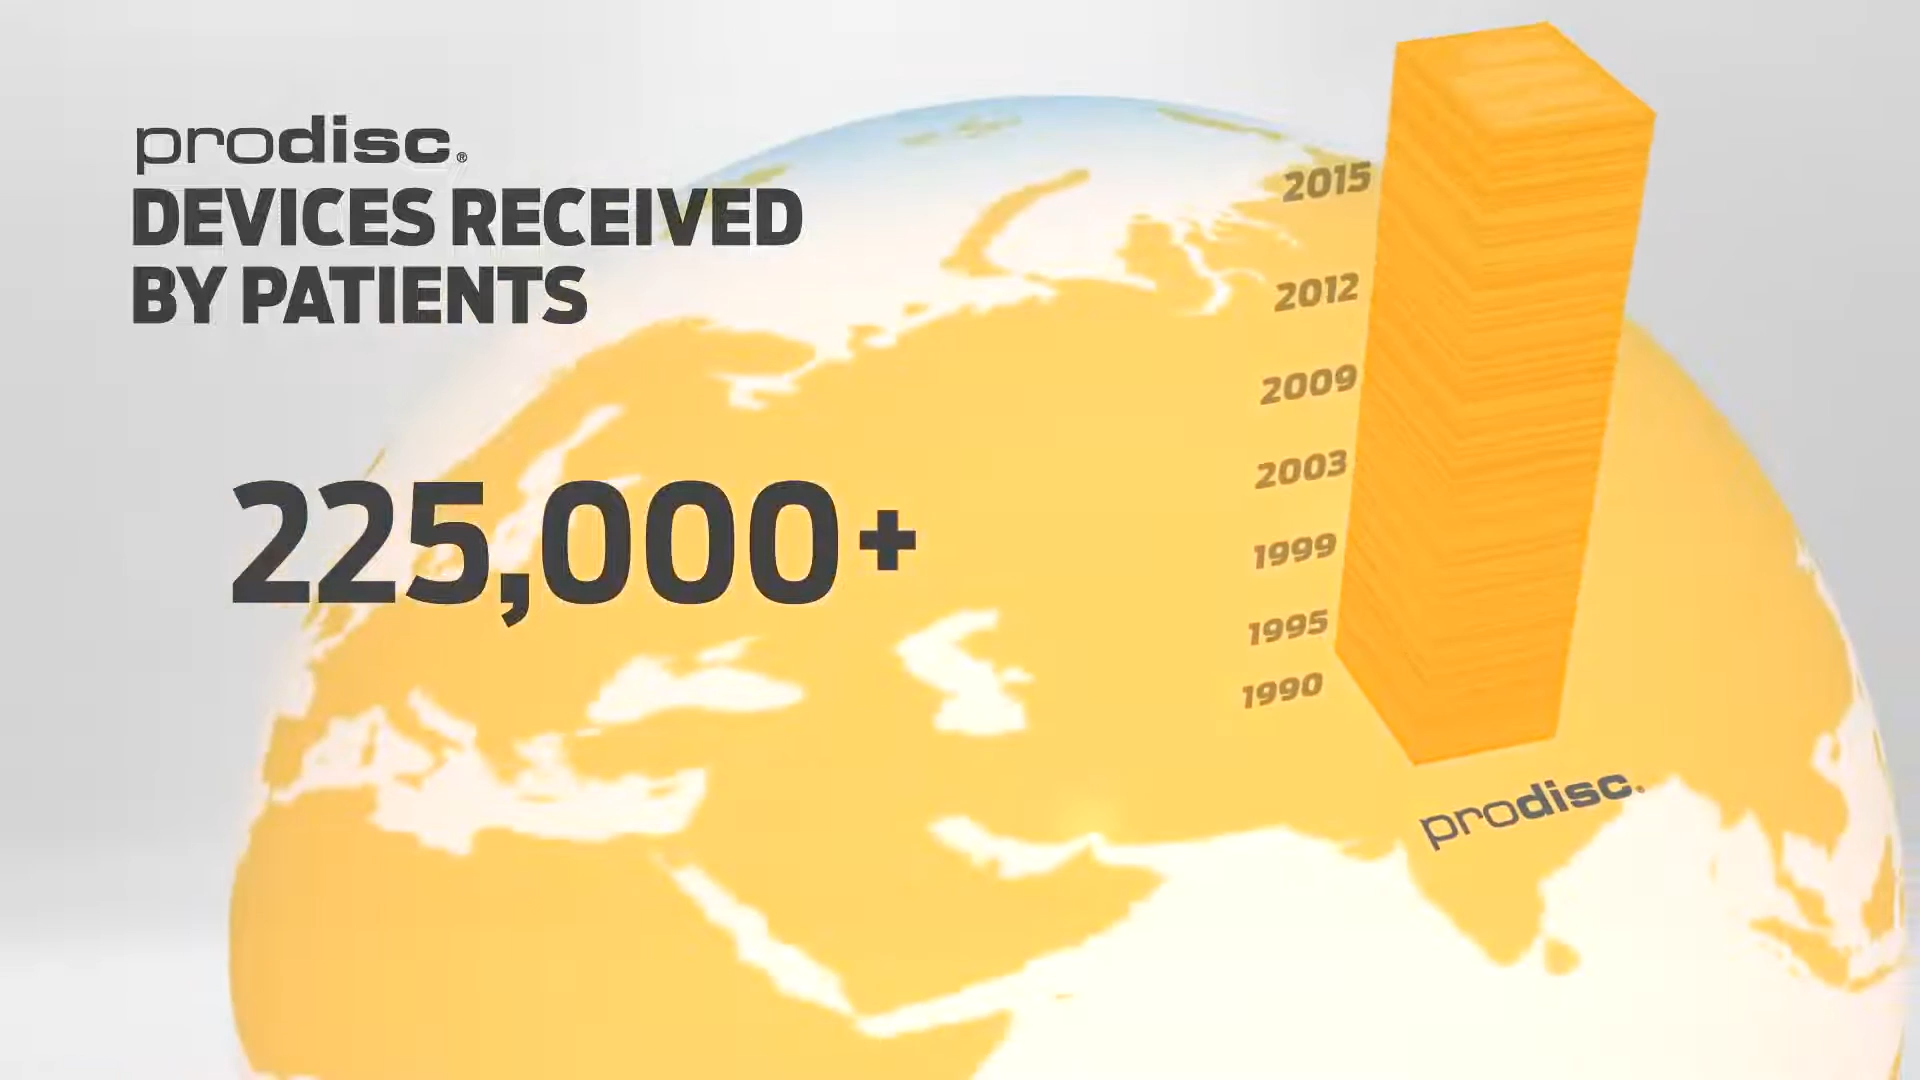 prodisc®
DEVICES RECEIVED
BY PATIENTS
225,000+
2015
2012
2009
2003
1999
1995
1990
prodisc®